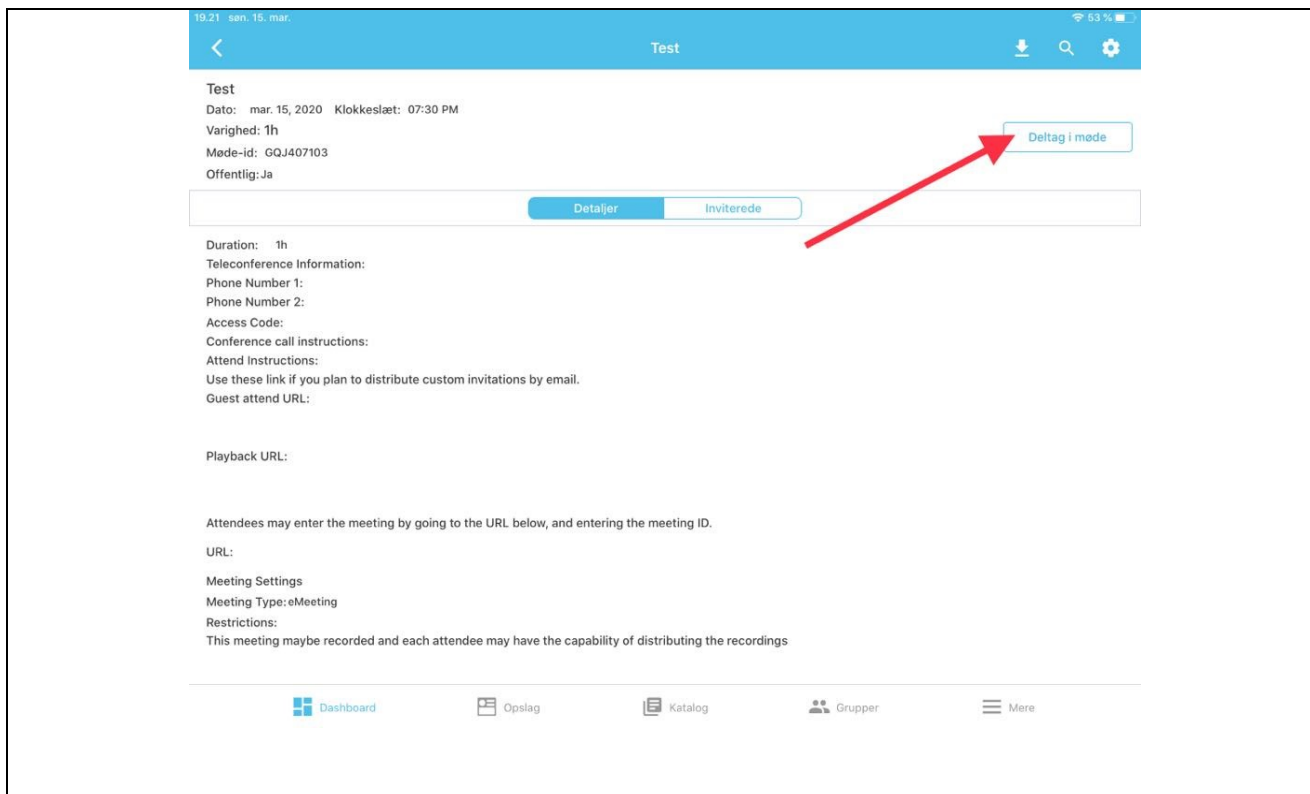 19.21 søn. 15. mar. 53 %
Test
Test
Dato: mar. 15, 2020 Klokkeslæt: 07:30 PM
Varighed: 1h
Deltag i møde
Møde-id: GQJ407103
Offentlig: Ja
Detaljer Inviterede
Duration: 1h
Teleconference Information:
Phone Number 1:
Phone Number 2:
Access Code:
Conference call instructions:
Attend Instructions:
Use these link if you plan to distribute custom invitations by email.
Guest attend URL:
Playback URL:
Attendees may enter the meeting by going to the URL below, and entering the meeting ID.
URL:
Meeting Settings
Meeting Type: eMeeting
Restrictions:
This meeting maybe recorded and each attendee may have the capability of distributing the recordings
Dashboard Opslag Katalog Grupper Mere